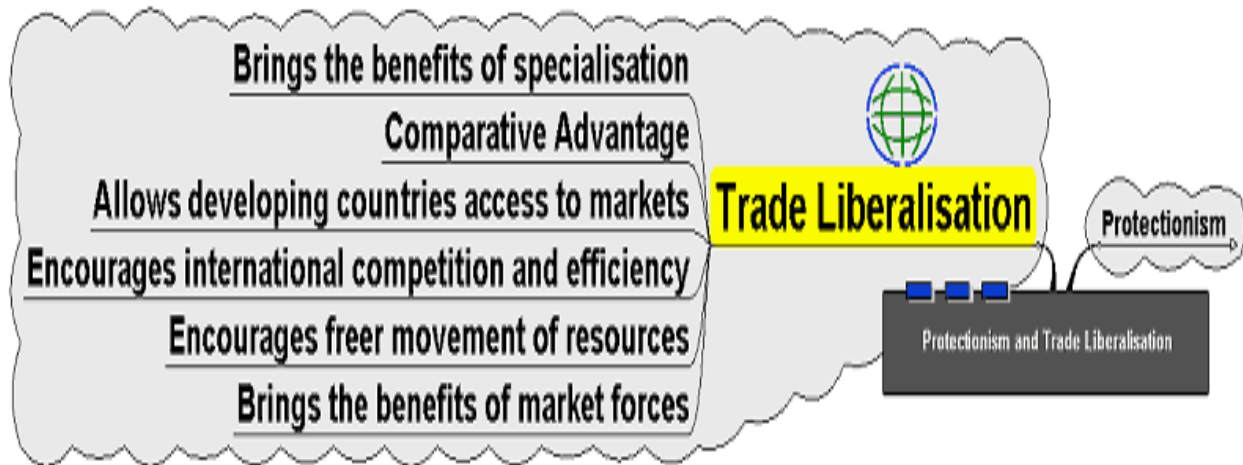 Brings the benefits of specialisation
Comparative Advantage
Allows developing countries access to markets
Encourages international competition and efficiency
Encourages freer movement of resources
Brings the benefits of market forces
Trade Liberalisation
Protectionism
Protectionism and Trade Liberalisation